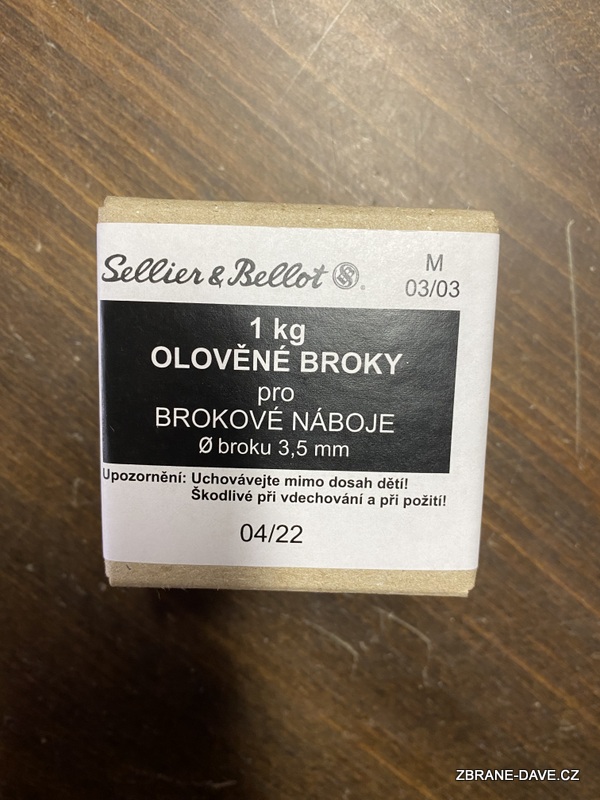 Sellier & Bellot
M
03/03
1 kg
OLOVĚNÉ BROKY
pro
BROKOVÉ NÁBOJE
Ø broku 3,5 mm
Upozornění: Uchovávejte mimo dosah dětí!
Škodlivé při vdechování a při požití!
04/22
ZBRANE-DAVE.CZ